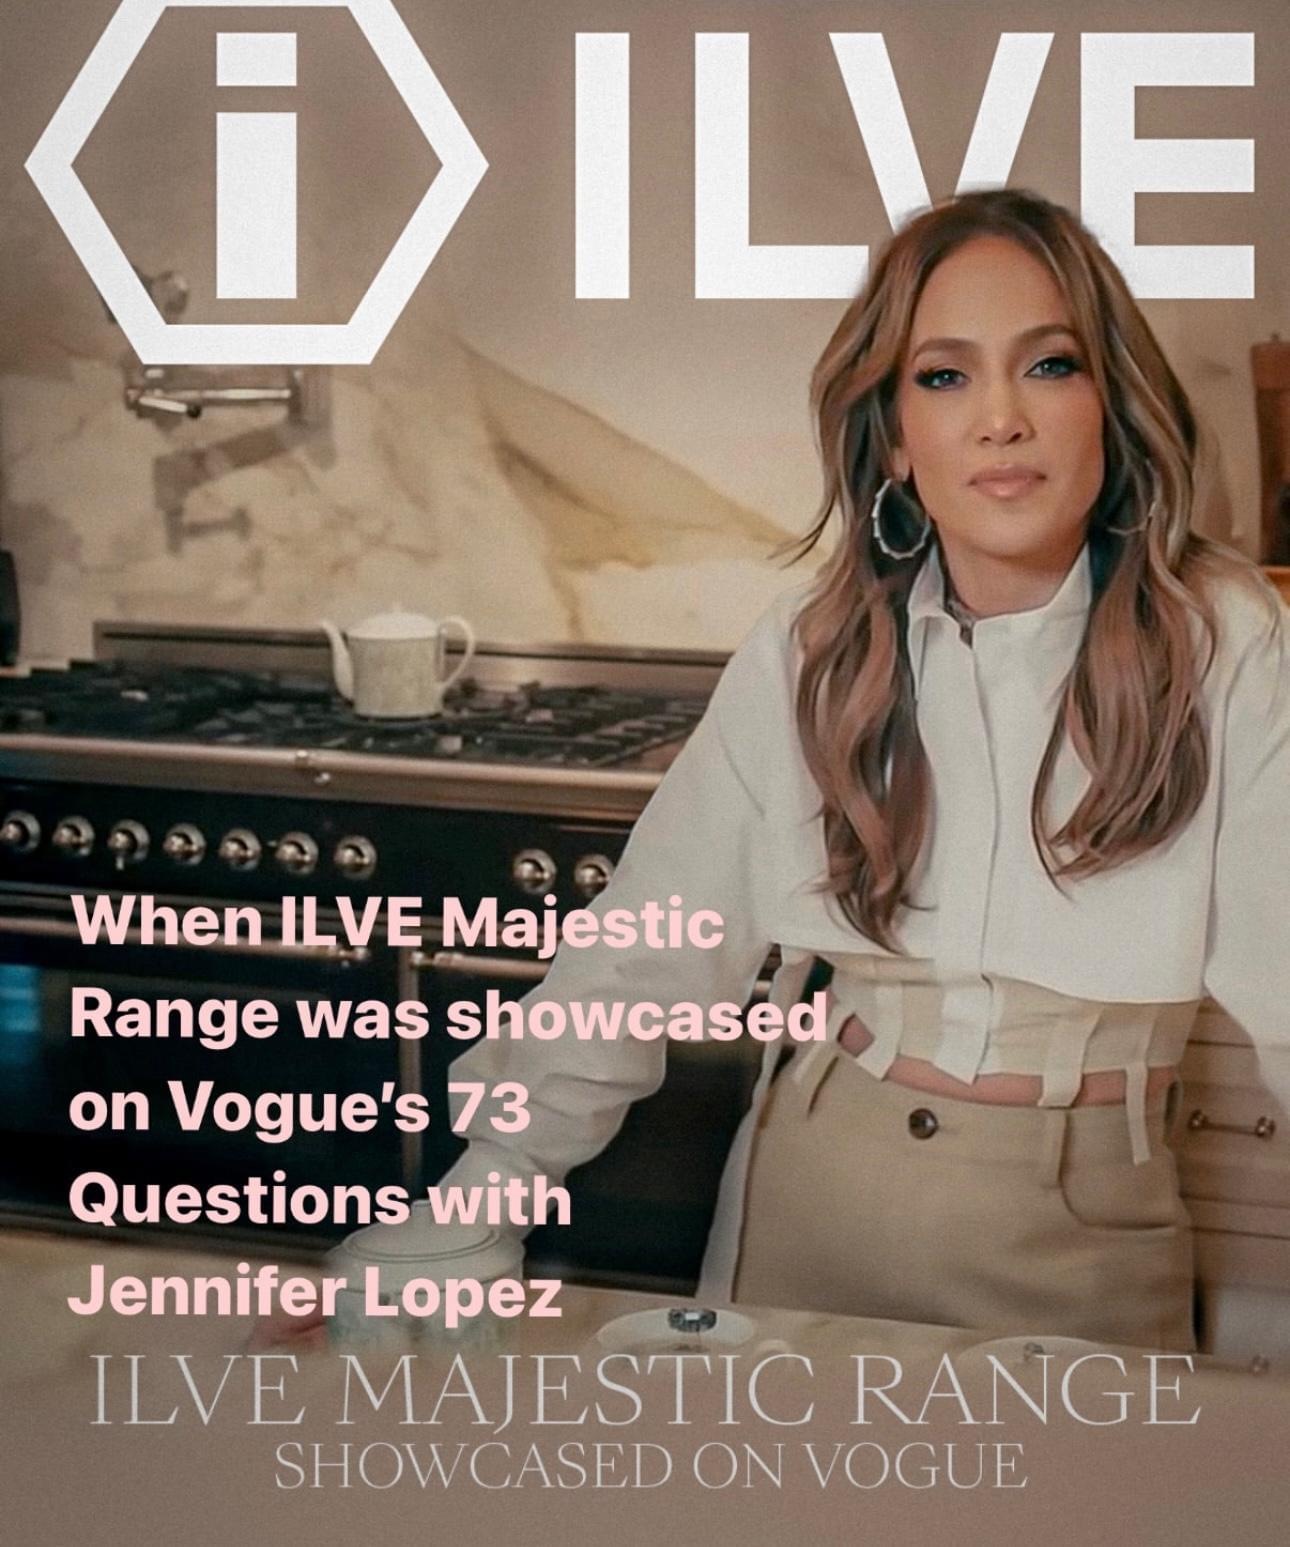 i ILVE
When ILVE Majestic
Range was showcased
on Vogue’s 73
Questions with
Jennifer Lopez
ILVE MAJESTIC RANGE
SHOWCASED ON VOGUE